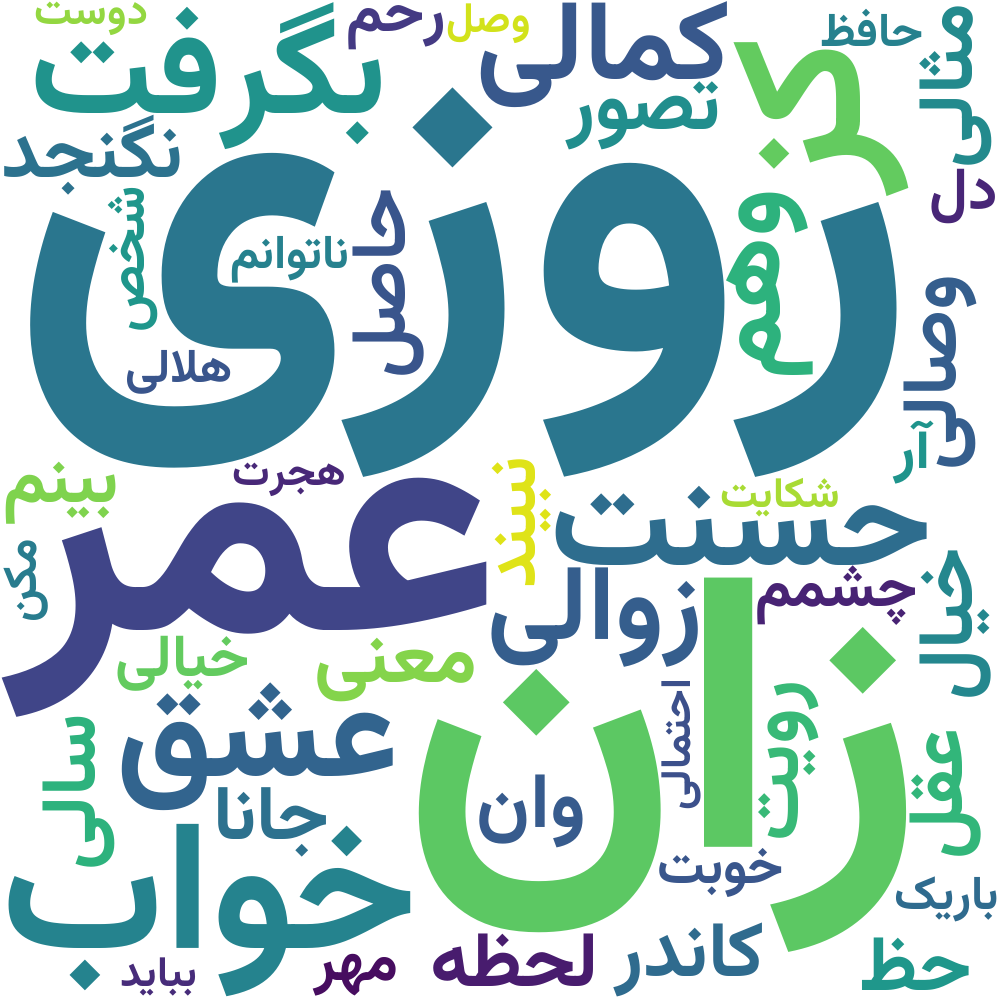 دوست
بگرفت
رحم
وصل
کمالی
حافظ
مثالی
تصور
کز
نگنجد
دل
روزی
شخص
ناتوانم
حاصل
وهم
وصالی
هلالی
آر
بینم
هجرت
نبیند
شکایت
حسنت
عمر
مکن
زوالی
چشمم
خیال
زان
خیالی
معنی
احتمالی
رویت
عشق
سالی
عقل
جانا
وان
خوبت
خواب
باریک
بباید
مهر
لحظه
کاندر
حظ